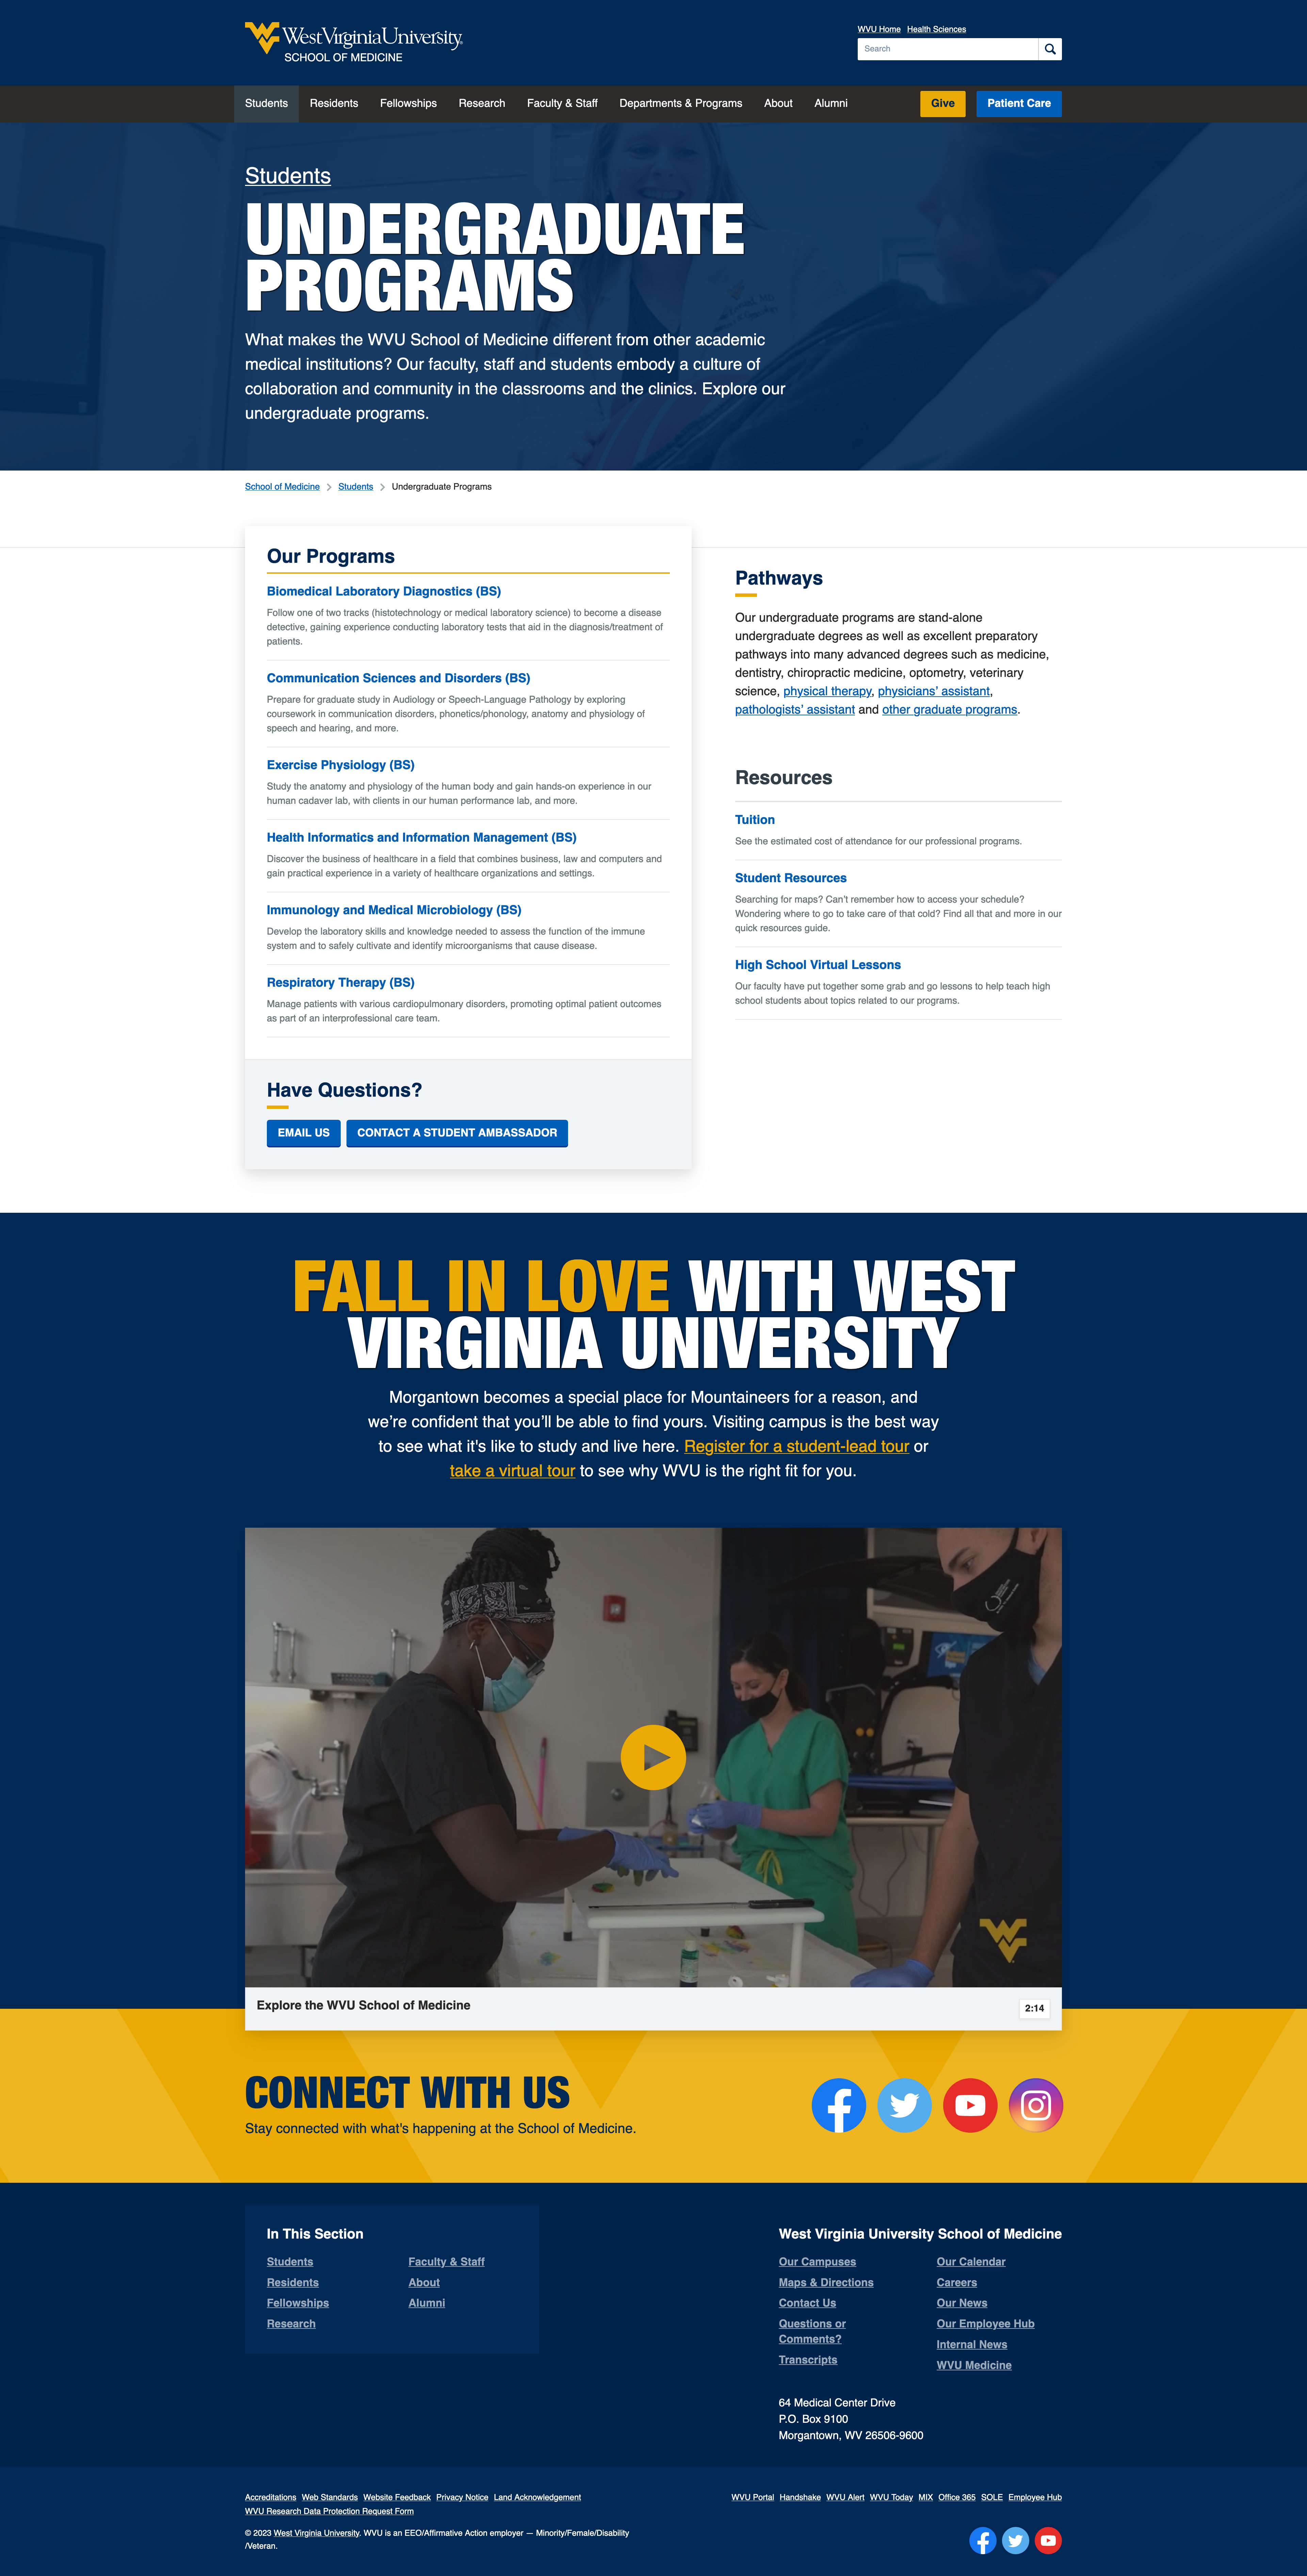 West Virginia University
SCHOOL OF MEDICINE
WVU Home Health Sciences
Search
Students Residents Fellowships Research Faculty & Staff Departments & Programs About Alumni Give Patient Care
Students
UNDERGRADUATE
PROGRAMS
What makes the WVU School of Medicine different from other academic
medical institutions? Our faculty, staff and students embody a culture of
collaboration and community in the classrooms and the clinics. Explore our
undergraduate programs.
School of Medicine Students Undergraduate Programs
Our Programs
Biomedical Laboratory Diagnostics (BS)
Follow one of two tracks (histotechnology or medical laboratory science) to become a disease
detective, gaining experience conducting laboratory tests that aid in the diagnosis/treatment of
patients.
Communication Sciences and Disorders (BS)
Prepare for graduate study in Audiology or Speech-Language Pathology by exploring
coursework in communication disorders, phonetics/phonology, anatomy and physiology of
speech and hearing, and more.
Exercise Physiology (BS)
Study the anatomy and physiology of the human body and gain hands-on experience in our
human cadaver lab, with clients in our human performance lab, and more.
Health Informatics and Information Management (BS)
Discover the business of healthcare in a field that combines business, law and computers and
gain practical experience in a variety of healthcare organizations and settings.
Immunology and Medical Microbiology (BS)
Develop the laboratory skills and knowledge needed to assess the function of the immune
system and to safely cultivate and identify microorganisms that cause disease.
Respiratory Therapy (BS)
Manage patients with various cardiopulmonary disorders, promoting optimal patient outcomes
as part of an interprofessional care team.
Have Questions?
EMAIL US CONTACT A STUDENT AMBASSADOR
Pathways
Our undergraduate programs are stand-alone
undergraduate degrees as well as excellent preparatory
pathways into many advanced degrees such as medicine,
dentistry, chiropractic medicine, optometry, veterinary
science, physical therapy, physicians’ assistant,
pathologists’ assistant and other graduate programs.
Resources
Tuition
See the estimated cost of attendance for our professional programs.
Student Resources
Searching for maps? Can’t remember how to access your schedule?
Wondering where to go to take care of that cold? Find all that and more in our
quick resources guide.
High School Virtual Lessons
Our faculty have put together some grab and go lessons to help teach high
school students about topics related to our programs.
FALL IN LOVE WITH WEST
VIRGINIA UNIVERSITY
Morgantown becomes a special place for Mountaineers for a reason, and
we’re confident that you’ll be able to find yours. Visiting campus is the best way
to see what it's like to study and live here. Register for a student-lead tour or
take a virtual tour to see why WVU is the right fit for you.
Explore the WVU School of Medicine 2:14
CONNECT WITH US
Stay connected with what’s happening at the School of Medicine.
In This Section
Students
Residents
Fellowships
Research
Faculty & Staff
About
Alumni
West Virginia University School of Medicine
Our Campuses
Maps & Directions
Contact Us
Questions or
Comments?
Transcripts
Our Calendar
Careers
Our News
Our Employee Hub
Internal News
WVU Medicine
64 Medical Center Drive
P.O. Box 9100
Morgantown, WV 26506-9600
Accreditations Web Standards Website Feedback Privacy Notice Land Acknowledgement
WVU Research Data Protection Request Form
© 2023 West Virginia University. WVU is an EEO/Affirmative Action employer — Minority/Female/Disability
/Veteran.
WVU Portal Handshake WVU Alert WVU Today MIX Office 365 SOLE Employee Hub